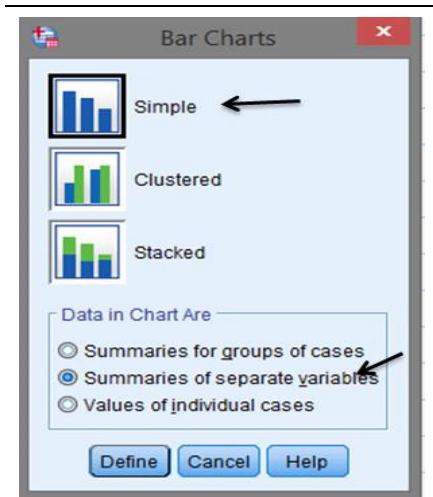 Bar Charts
Simple
Clustered
Stacked
Data in Chart Are
Summaries for groups of cases
Summaries of separate variables
Values of individual cases
Define Cancel Help